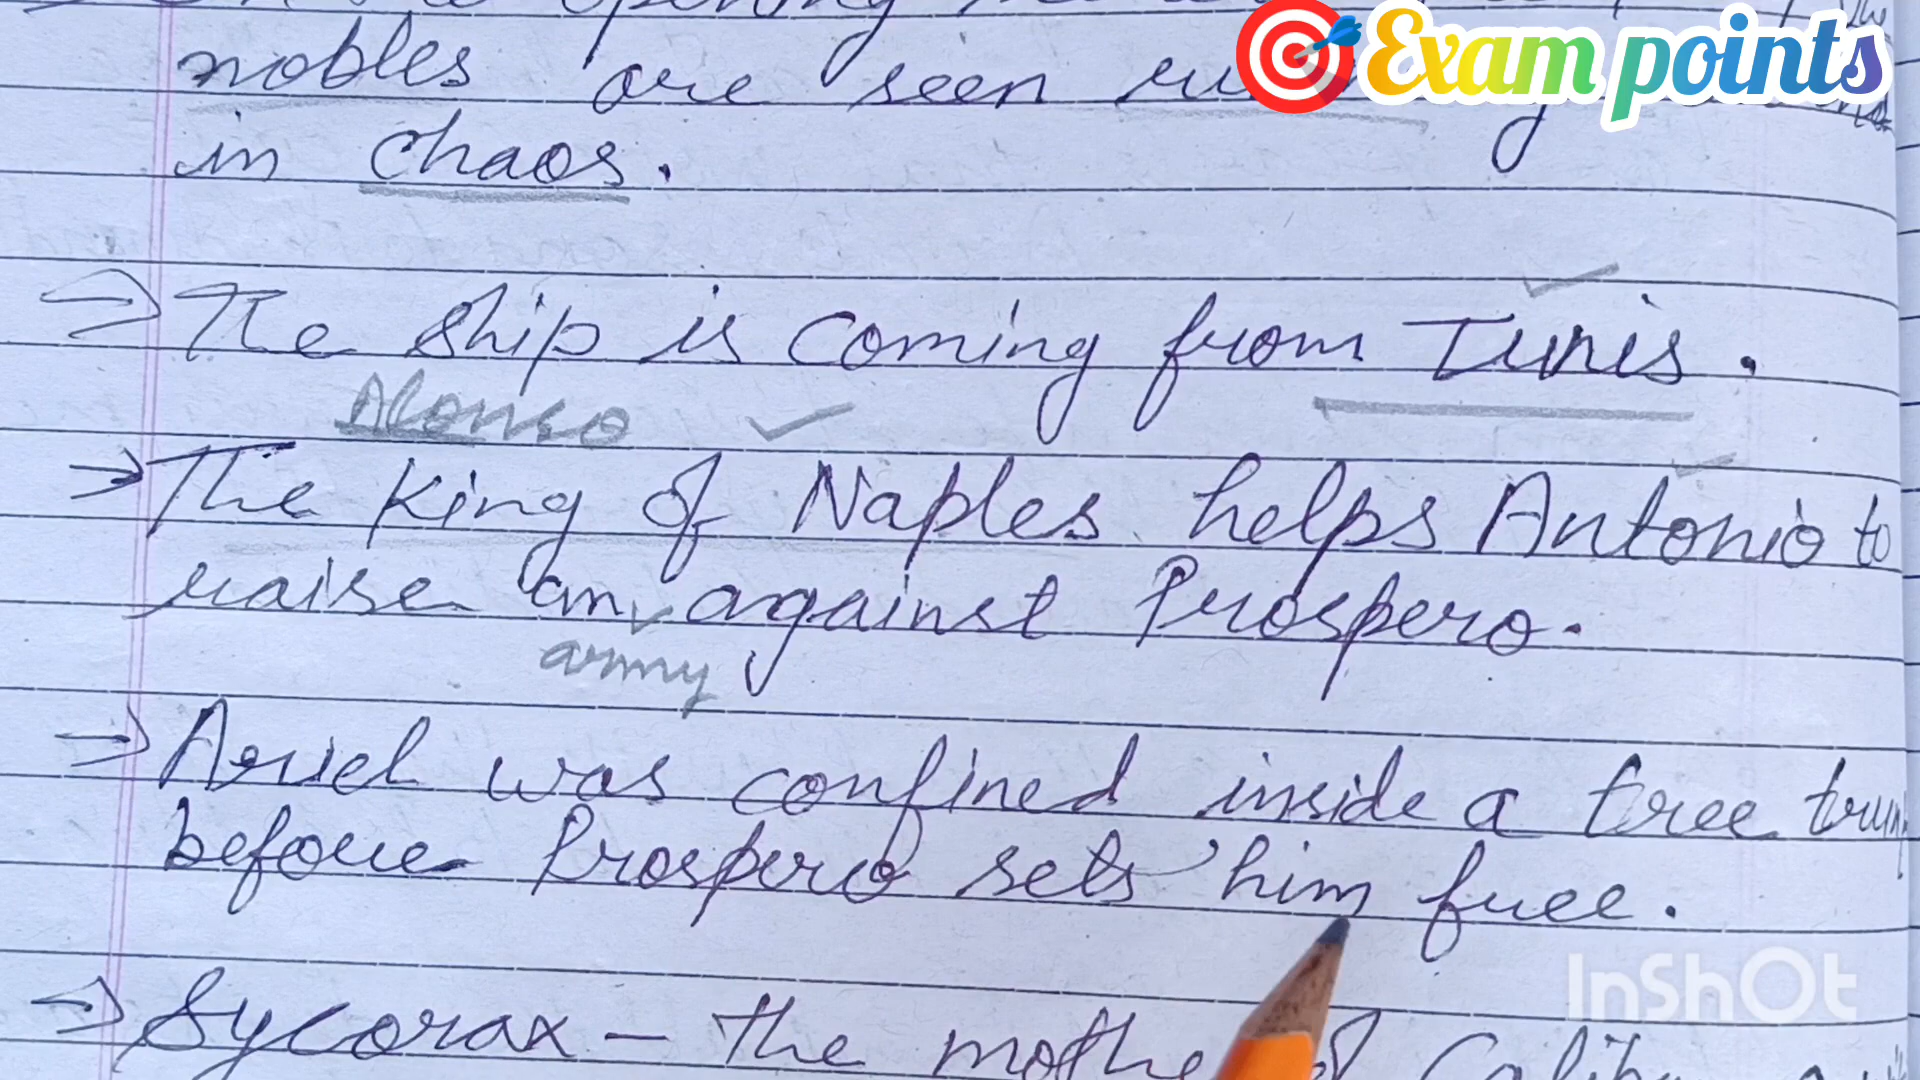 opening
Exam points
nobles are seen
in chaos.
⇒ The ship is coming from Tunis.
Alonso
→ The King of Naples helps Antonio to
raise an against Prospero.
army
→ Ariel was confined inside a tree
before Prospero sets him free.
→ Sycorax – The mother of
InShOt